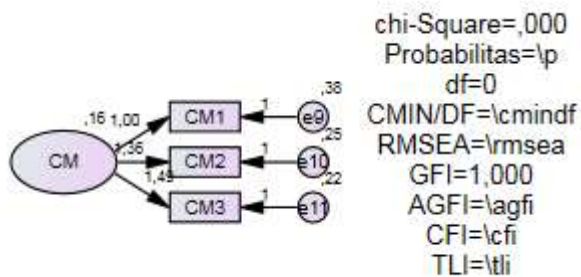 chi-Square=,000
Probabilitas=\p
df=0
CMIN/DF=\cmindf
RMSEA=\rmsea
GFI=1,000
AGFI=\agfi
CFI=\cfi
TLI=\tli
,38
,16 1,00 CM1 1 e9
,25
CM 1,36 CM2 1 e10
,22
1,49 CM3 1 e11